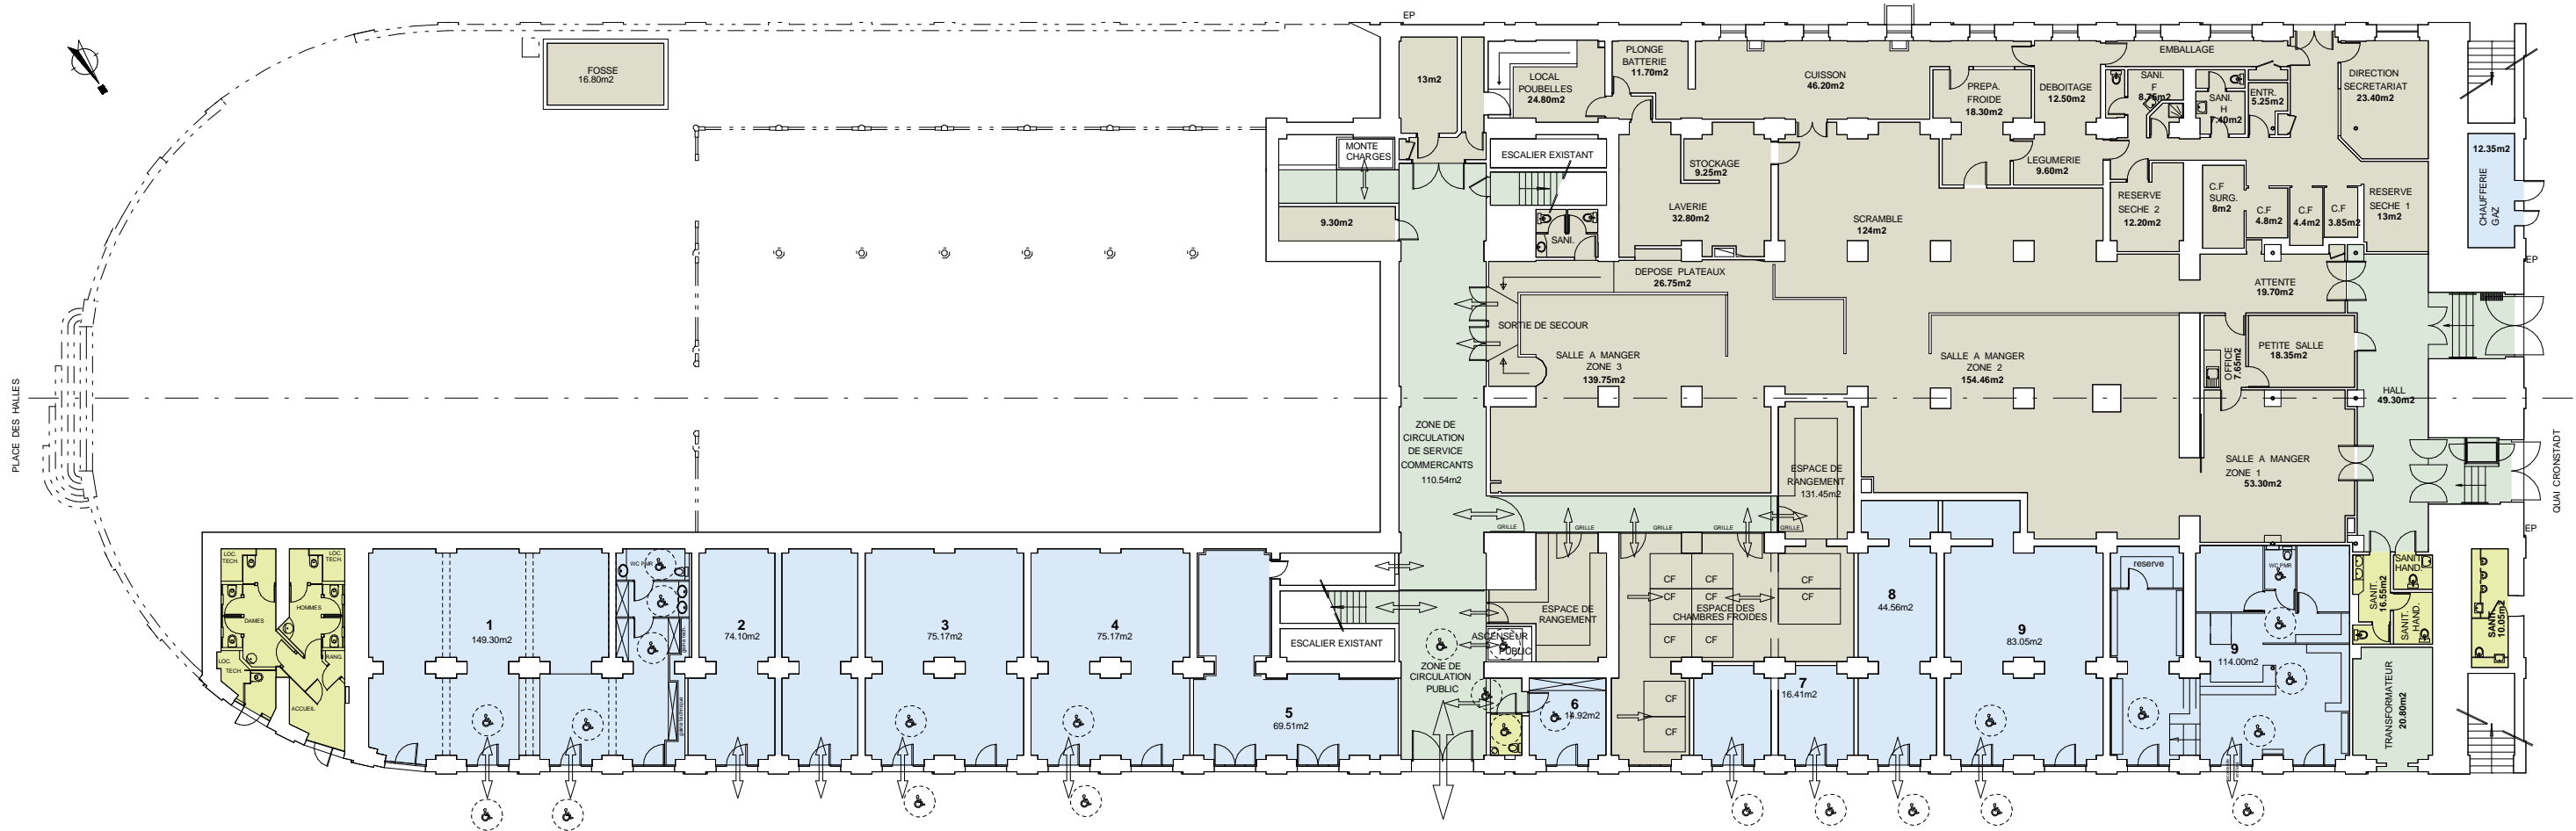 EP
FOSSE
16.80m2
13m2
LOCAL
POUBELLES
24.80m2
PLONGE
BATTERIE
11.70m2
CUISSON
46.20m2
PREPA.
FROIDE
18.30m2
DEBOITAGE
12.50m2
EMBALLAGE
SANI.
F
8.75m2
SANI.
H
7.40m2
ENTR.
5.25m2
DIRECTION
SECRETARIAT
23.40m2
MONTE
CHARGES
ESCALIER EXISTANT
STOCKAGE
9.25m2
LEGUMERIE
9.60m2
12.35m2
CHAUFFERIE
GAZ
9.30m2
SANI.
LAVERIE
32.80m2
SCRAMBLE
124m2
RESERVE
SECHE 2
12.20m2
C.F
SURG.
8m2
C.F
4.8m2
C.F
4.4m2
C.F
3.85m2
RESERVE
SECHE 1
13m2
EP
DEPOSE PLATEAUX
26.75m2
ATTENTE
19.70m2
SORTIE DE SECOUR
SALLE A MANGER
ZONE 3
139.75m2
SALLE A MANGER
ZONE 2
154.46m2
OFFICE
7.65m2
PETITE SALLE
18.35m2
HALL
49.30m2
PLACE DES HALLES
QUAI CRONSTADT
ZONE DE
CIRCULATION
DE SERVICE
COMMERCANTS
110.54m2
ESPACE DE
RANGEMENT
131.45m2
SALLE A MANGER
ZONE 1
53.30m2
GRILLE
GRILLE
GRILLE
GRILLE
GRILLE
EP
LOC.
TECH.
LOC.
TECH.
HOMMES
DAMES
LOC.
TECH.
RANG.
ACCUEIL
1
149.30m2
WC PMR
gaine technique
2
74.10m2
3
75.17m2
4
75.17m2
5
69.51m2
ESCALIER EXISTANT
ZONE DE
CIRCULATION
PUBLIC
ASCENSEUR
PUBLIC
ESPACE DE
RANGEMENT
CF
CF
CF
CF
CF
CF
CF
CF
ESPACE DES
CHAMBRES FROIDES
CF
CF
6
14.92m2
7
16.41m2
8
44.56m2
9
83.05m2
reserve
WC PMR
9
114.00m2
SANIT.
HAND.
SANIT.
16.55m2
SANIT.
HAND.
SANIT.
10.05m2
TRANSFORMATEUR
20.80m2